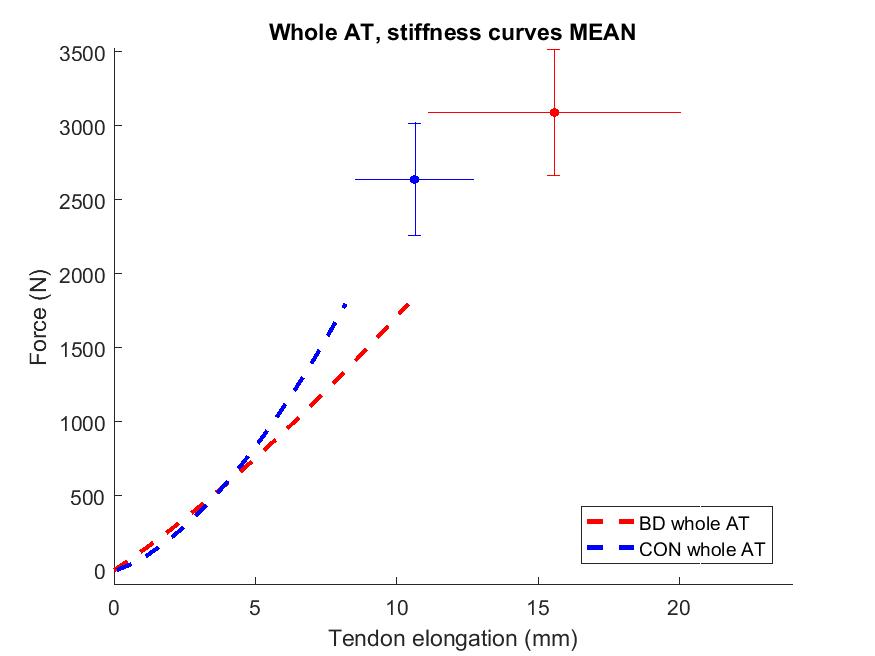 Whole AT, stiffness curves MEAN
3500
3000
2500
2000
1500
1000
500
0
Force (N)
0 5 10 15 20
Tendon elongation (mm)
BD whole AT
CON whole AT